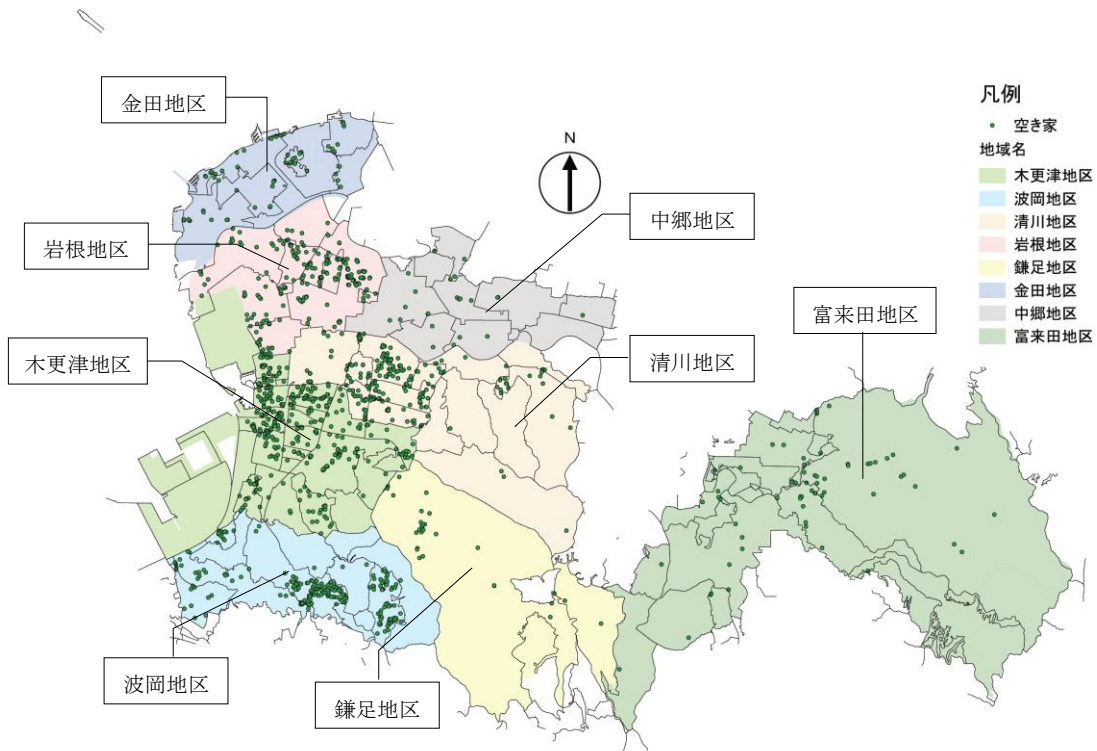 金田地区
凡例
空き家
地域名
木更津地区
波岡地区
清川地区
岩根地区
鎌足地区
金田地区
中郷地区
富来田地区
N
中郷地区
岩根地区
富来田地区
木更津地区
清川地区
波岡地区
鎌足地区